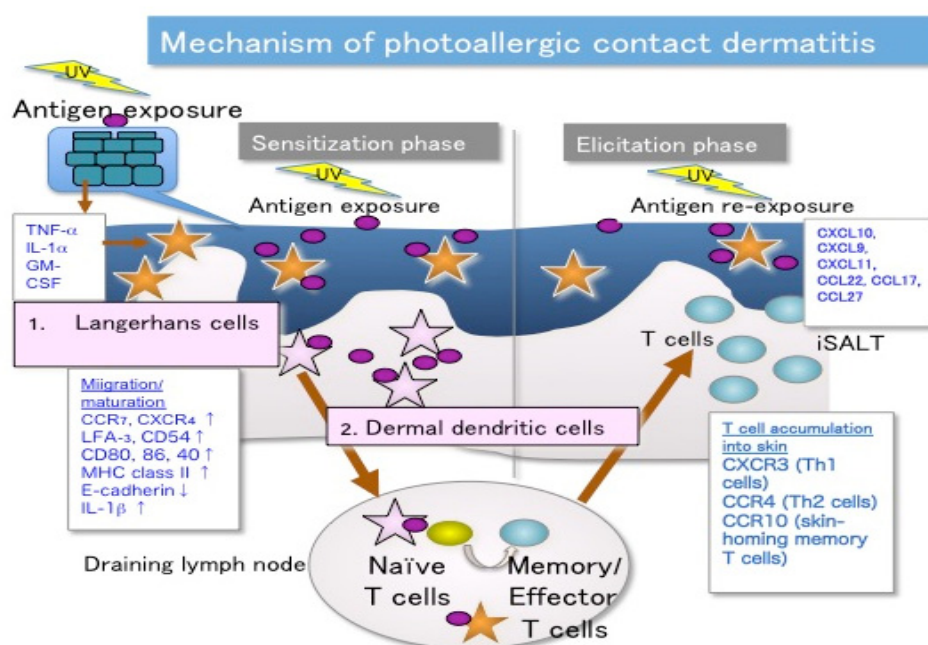 Mechanism of photoallergic contact dermatitis
UV
Antigen exposure
Sensitization phase
UV
Antigen exposure
Elicitation phase
UV
Antigen re-exposure
TNF-α
IL-1α
GM-
CSF
CXCL10,
CXCL9,
CXCL11,
CCL22, CCL17,
CCL27
1. Langerhans cells
T cells
iSALT
Miigration/
maturation
CCR7, CXCR4 ↑
LFA-3, CD54 ↑
CD80, 86, 40 ↑
MHC class II ↑
E-cadherin ↓
IL-1β ↑
2. Dermal dendritic cells
T cell accumulation
into skin
CXCR3 (Th1
cells)
CCR4 (Th2 cells)
CCR10 (skin-
homing memory
T cells)
Draining lymph node
Naïve
T cells
Memory/
Effector
T cells